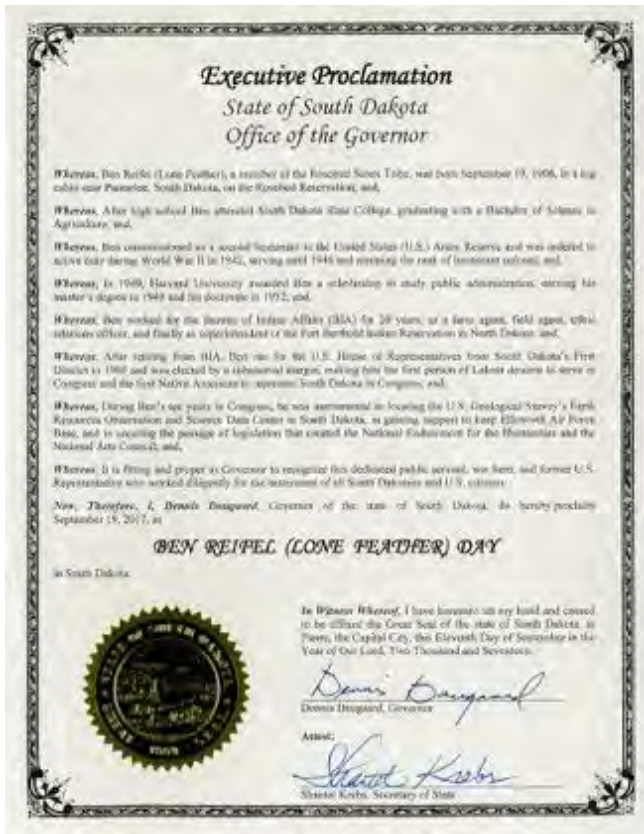 Executive Proclamation
State of South Dakota
Office of the Governor
Whereas, Ben Reifel (Lone Feather), a member of the Rosebud Sioux Tribe, was born September 19, 1906, in a log
cabin near Parmelee, South Dakota, on the Rosebud Reservation; and,
Whereas, After high school Ben attended South Dakota State College, graduating with a Bachelor of Science in
Agriculture; and,
Whereas, Ben commissioned as a second lieutenant in the United States (U.S.) Army Reserve and was ordered to
active duty during World War II in 1942, serving until 1946 and attaining the rank of lieutenant colonel; and,
Whereas, In 1949, Harvard University awarded Ben a scholarship to study public administration, earning his
master's degree in 1949 and his doctorate in 1952; and
Whereas, Ben worked for the Bureau of Indian Affairs (BIA) for 20 years, as a farm agent, field agent, tribal
relations officer, and finally as superintendent of the Fort Berthold Indian Reservation in North Dakota; and,
Whereas, After retiring from BIA, Ben ran for the U.S. House of Representatives from South Dakota's First
District in 1960 and was elected by a substantial margin, making him the first person of Lakota descent to serve in
Congress and the first Native American to represent South Dakota in Congress; and,
Whereas, During Ben's ten years in Congress, he was instrumental in locating the U.S. Geological Survey's Earth
Resources Observation and Science Data Center in South Dakota, in gaining support to keep Ellsworth Air Force
Base, and in securing the passage of legislation that created the National Endowment for the Humanities and the
National Arts Council; and,
Whereas, It is fitting and proper as Governor to recognize this dedicated public servant, war hero, and former U.S.
Representative who worked diligently for the betterment of all South Dakotans and U.S. citizens.
Now, Therefore, I, Dennis Daugaard, Governor of the state of South Dakota, do hereby proclaim
September 19, 2017, as
BEN REIFEL (LONE FEATHER) DAY
in South Dakota.
In Witness Whereof, I have hereunto set my hand and caused
to be affixed the Great Seal of the state of South Dakota, in
Pierre, the Capital City, this Eleventh Day of September in the
Year of Our Lord, Two Thousand and Seventeen.
Dennis Daugaard
Dennis Daugaard, Governor
Attest:
Shantel Krebs
Shantel Krebs, Secretary of State